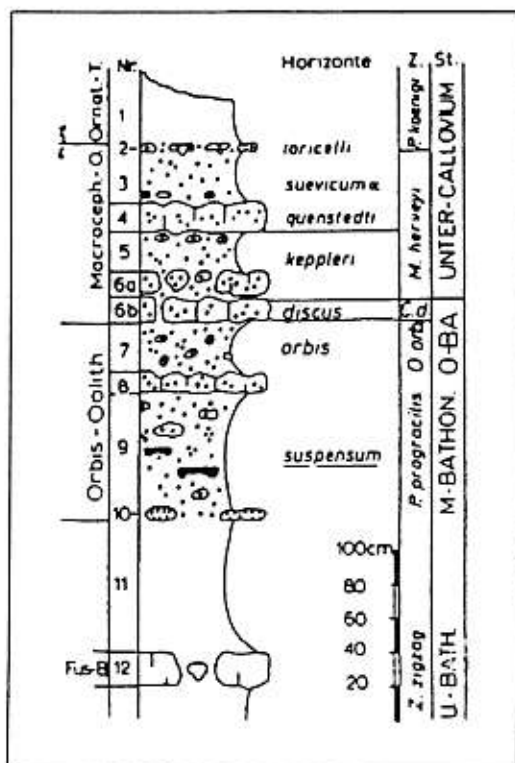 Nr. Horizonte Z. St.
Macroceph-O. Ornat.-T.
1
2 toricelli
3 suevicum α
4 quenstedti
5 keppleri
6a
6b discus C.d
7 orbis
8
9 suspensum
10
11
Fus-B 12
Orbis-Oolith
P. koenigi
M. herveyi
O orb
P. progracilis
Z. zigzag
UNTER-CALLOVIUM
O-BA
M-BATHON.
U-BATH.
100cm
80
60
40
20